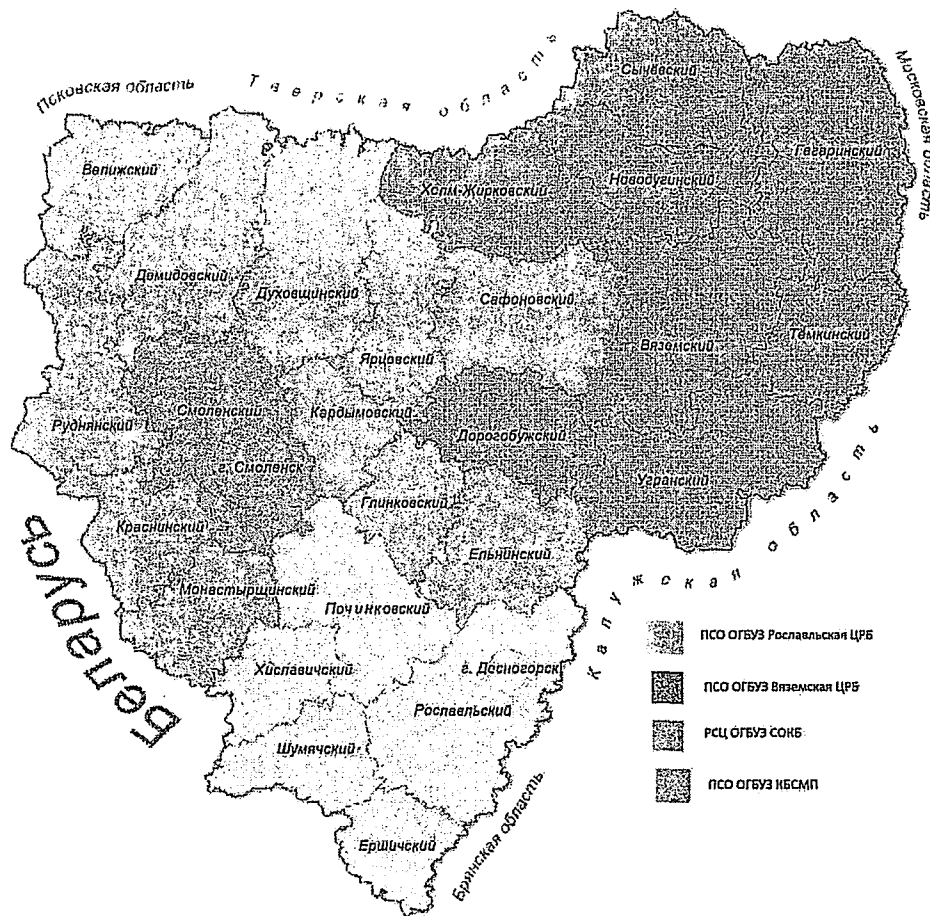 Псковская область
Тверская область
Московская область
Сычевский
Велижский
Гагаринский
Холм-Жирковский
Новодугинский
Демидовский
Духовщинский
Сафоновский
Вяземский
Тёмкинский
Ярцевский
Смоленский
Кардымовский
Руднянский
Дорогобужский
г. Смоленск
Угранский
Глинковский
Краснинский
Ельнинский
Монастырщинский
Починковский
Калужская область
Беларусь
Хиславичский
г. Десногорск
Рославльский
Шумячский
Ершичский
Брянская область
ПСО ОГБУЗ Рославльская ЦРБ
ПСО ОГБУЗ Вяземская ЦРБ
РСЦ ОГБУЗ СОКБ
ПСО ОГБУЗ КБСМП